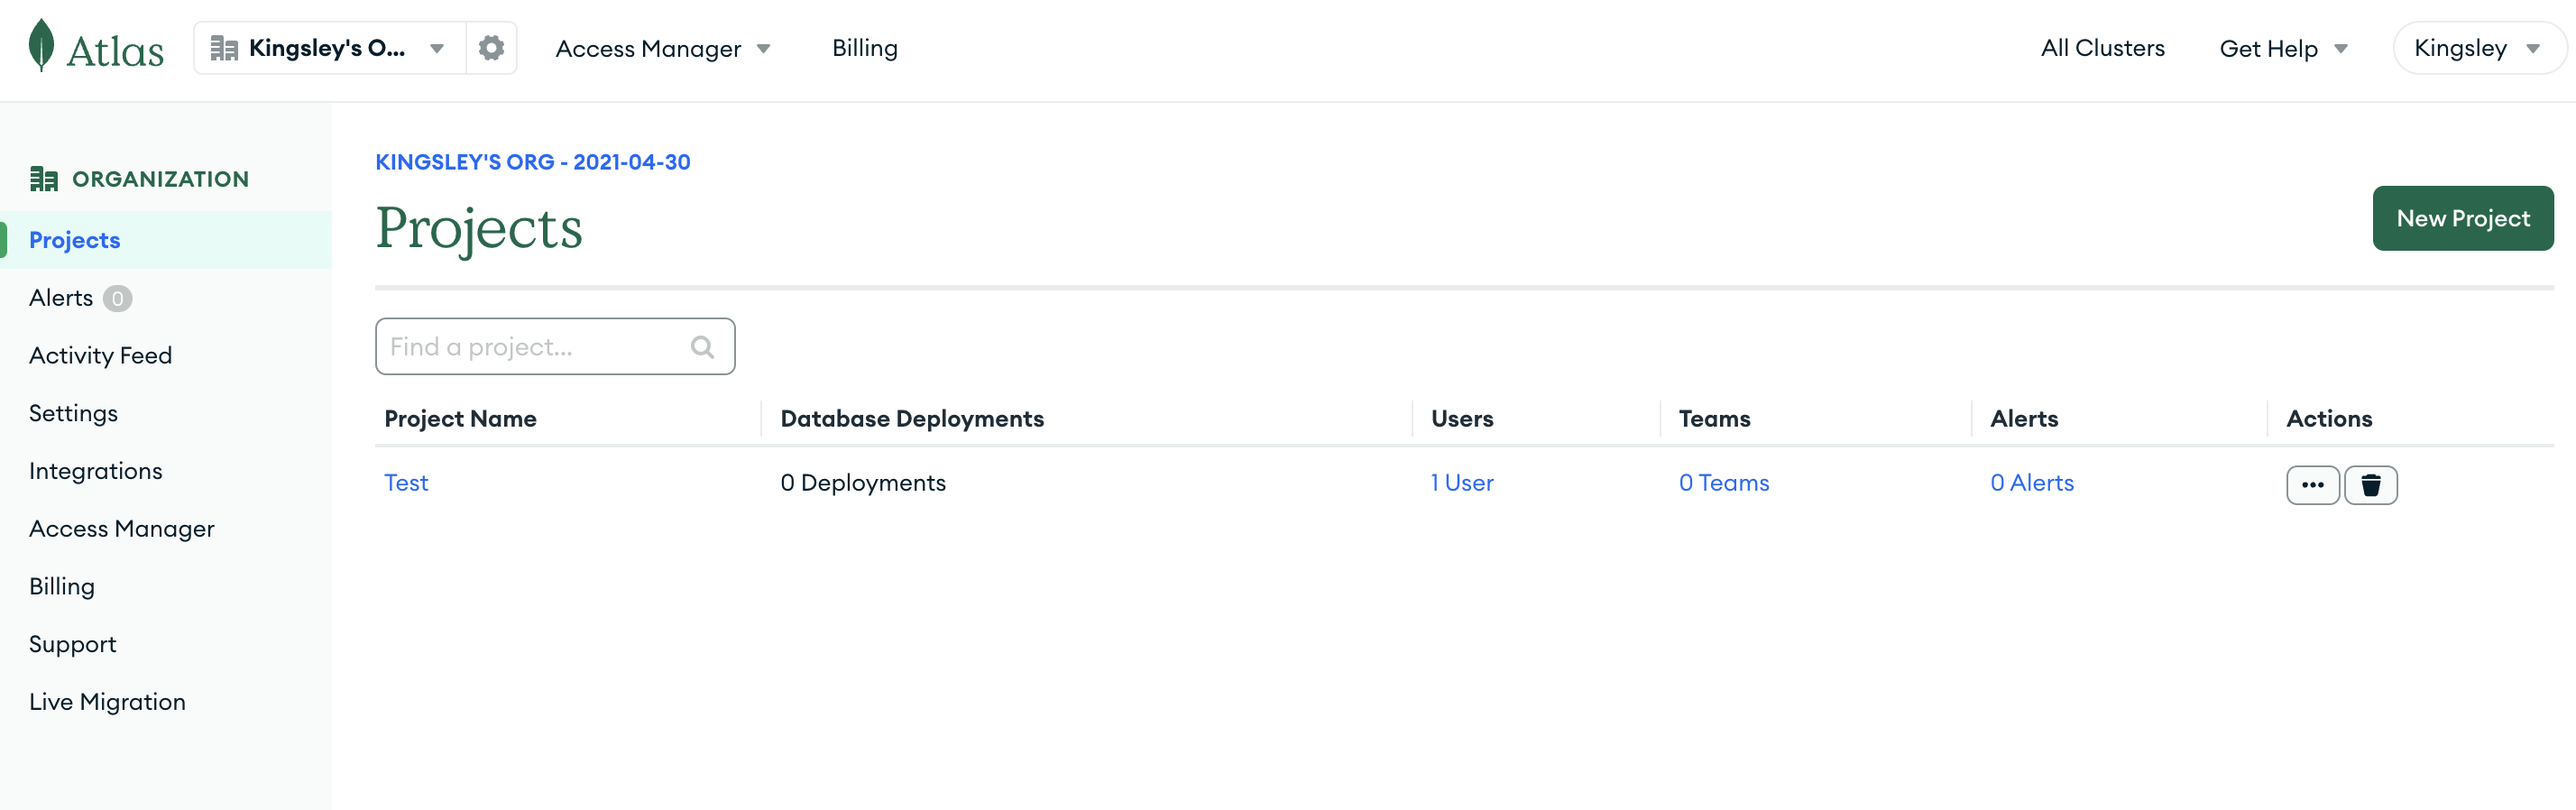 Atlas
Kingsley's O...
Access Manager
Billing
All Clusters
Get Help
Kingsley
ORGANIZATION
Projects
Alerts 0
Activity Feed
Settings
Integrations
Access Manager
Billing
Support
Live Migration
KINGSLEY'S ORG - 2021-04-30
Projects
New Project
Find a project...
Project Name Database Deployments Users Teams Alerts Actions
Test 0 Deployments 1 User 0 Teams 0 Alerts